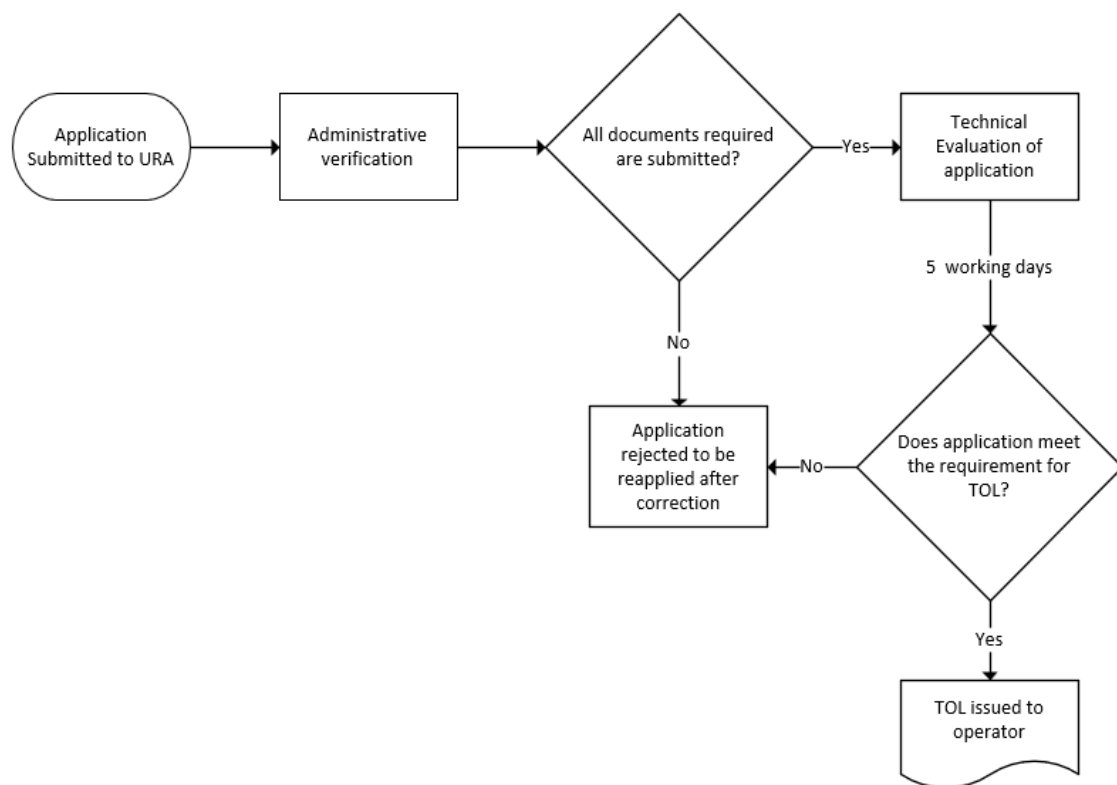 Application
Submitted to URA
Administrative
verification
All documents required
are submitted?
Yes
Technical
Evaluation of
application
5 working days
No
Application
rejected to be
reapplied after
correction
No
Does application meet
the requirement for
TOL?
Yes
TOL issued to
operator